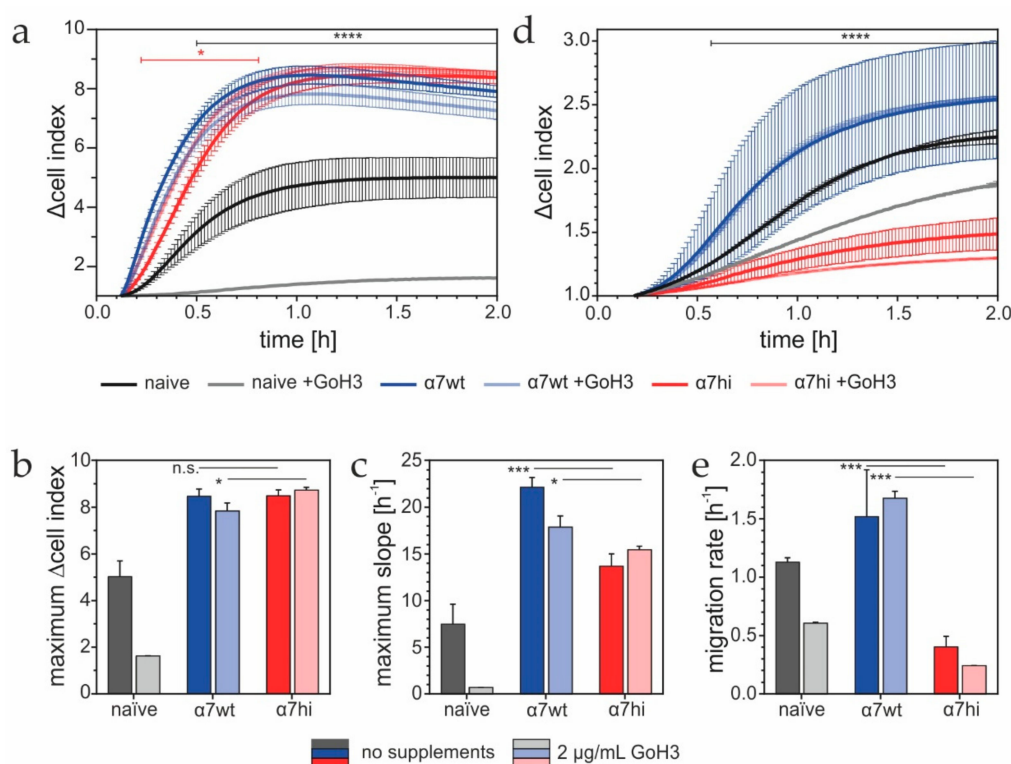 a
10
8
6
4
2
Δcell index
*
****
0.0 0.5 1.0 1.5 2.0
time [h]
d
3.0
2.5
2.0
1.5
1.0
Δcell index
****
0.0 0.5 1.0 1.5 2.0
time [h]
naive naive +GoH3 α7wt α7wt +GoH3 α7hi α7hi +GoH3
b
10
8
6
4
2
0
maximum Δcell index
n.s.
*
naïve α7wt α7hi
c
25
20
15
10
5
0
maximum slope [h⁻¹]
***
*
naïve α7wt α7hi
e
2.0
1.5
1.0
0.5
0.0
migration rate [h⁻¹]
***
***
naïve α7wt α7hi
no supplements 2 µg/mL GoH3